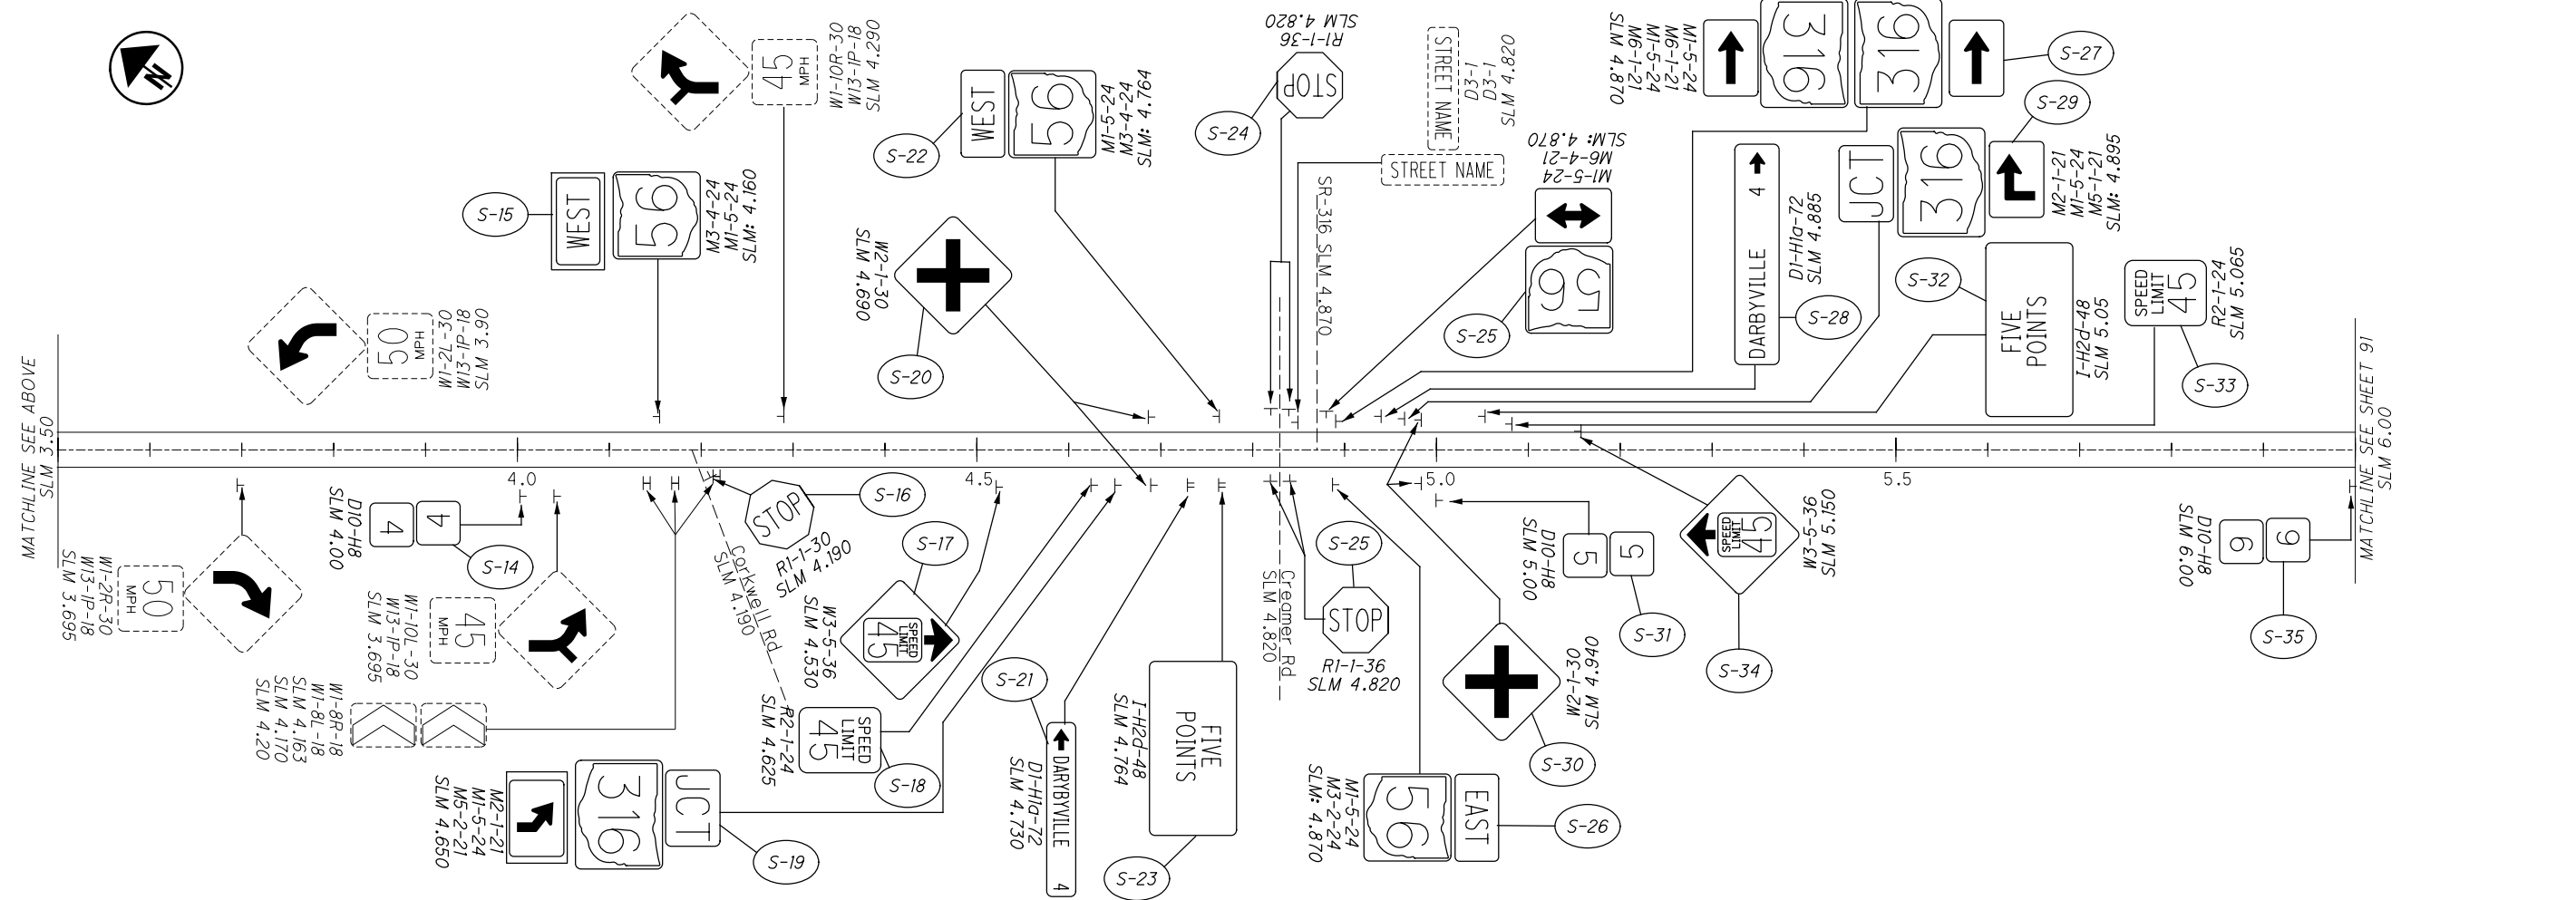 N
MATCHLINE SEE ABOVE
SLM 3.50
50
MPH
W1-2L-30
W13-1P-18
SLM 3.90
45
MPH
W1-10R-30
W13-1P-18
SLM 4.290
S-15
WEST
56
M3-4-24
M1-5-24
SLM: 4.160
S-22
WEST
56
M1-5-24
M3-4-24
SLM: 4.764
W2-1-30
SLM 4.690
S-20
R1-1-36
SLM 4.820
STOP
S-24
STREET NAME
D3-1
D3-1
SLM 4.820
STREET NAME
SR-316 SLM 4.870
M1-5-24
M6-4-21
SLM: 4.870
56
S-25
M1-5-24
M6-1-21
M1-5-24
M6-1-21
SLM 4.870
316
316
S-27
DARBYVILLE 4
D1-H1a-72
SLM 4.885
S-28
S-29
JCT
316
M2-1-21
M1-5-24
M5-1-21
SLM: 4.895
S-32
FIVE
POINTS
I-H2d-48
SLM 5.05
SPEED
LIMIT
45
R2-1-24
SLM 5.065
S-33
4.0
4.5
5.0
5.5
MATCHLINE SEE SHEET 91
SLM 6.00
W1-2R-30
W13-1P-18
SLM 3.695
50
MPH
D10-H8
SLM 4.00
4
4
S-14
W1-10L-30
W13-1P-18
SLM 3.695
45
MPH
W1-8R-18
W1-8L-18
SLM 4.163
SLM 4.170
SLM 4.20
Corkwell Rd
SLM 4.190
STOP
R1-1-30
SLM 4.190
S-16
S-17
W3-5-36
SLM 4.530
SPEED
LIMIT
45
R2-1-24
SLM 4.625
SPEED
LIMIT
45
S-18
M2-1-21
M1-5-24
M5-2-21
SLM 4.650
316
JCT
S-19
S-21
D1-H1a-72
SLM 4.730
DARYBYVILLE 4
I-H2d-48
SLM 4.764
FIVE
POINTS
S-23
Creamer Rd
SLM 4.820
S-25
STOP
R1-1-36
SLM 4.820
M1-5-24
M3-2-24
SLM: 4.870
56
EAST
S-26
W2-1-30
SLM 4.940
S-30
D10-H8
SLM 5.00
5
5
S-31
SPEED
LIMIT
45
W3-5-36
SLM 5.150
S-34
D10-H8
SLM 6.00
6
6
S-35